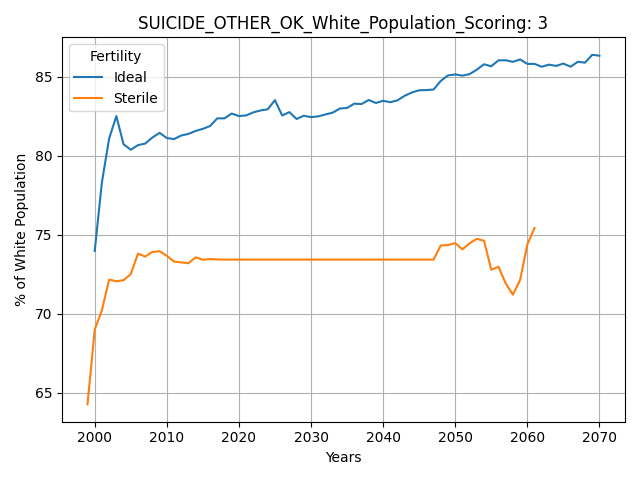 SUICIDE_OTHER_OK_White_Population_Scoring: 3
Fertility
Ideal
Sterile
% of White Population
85
80
75
70
65
2000 2010 2020 2030 2040 2050 2060 2070
Years